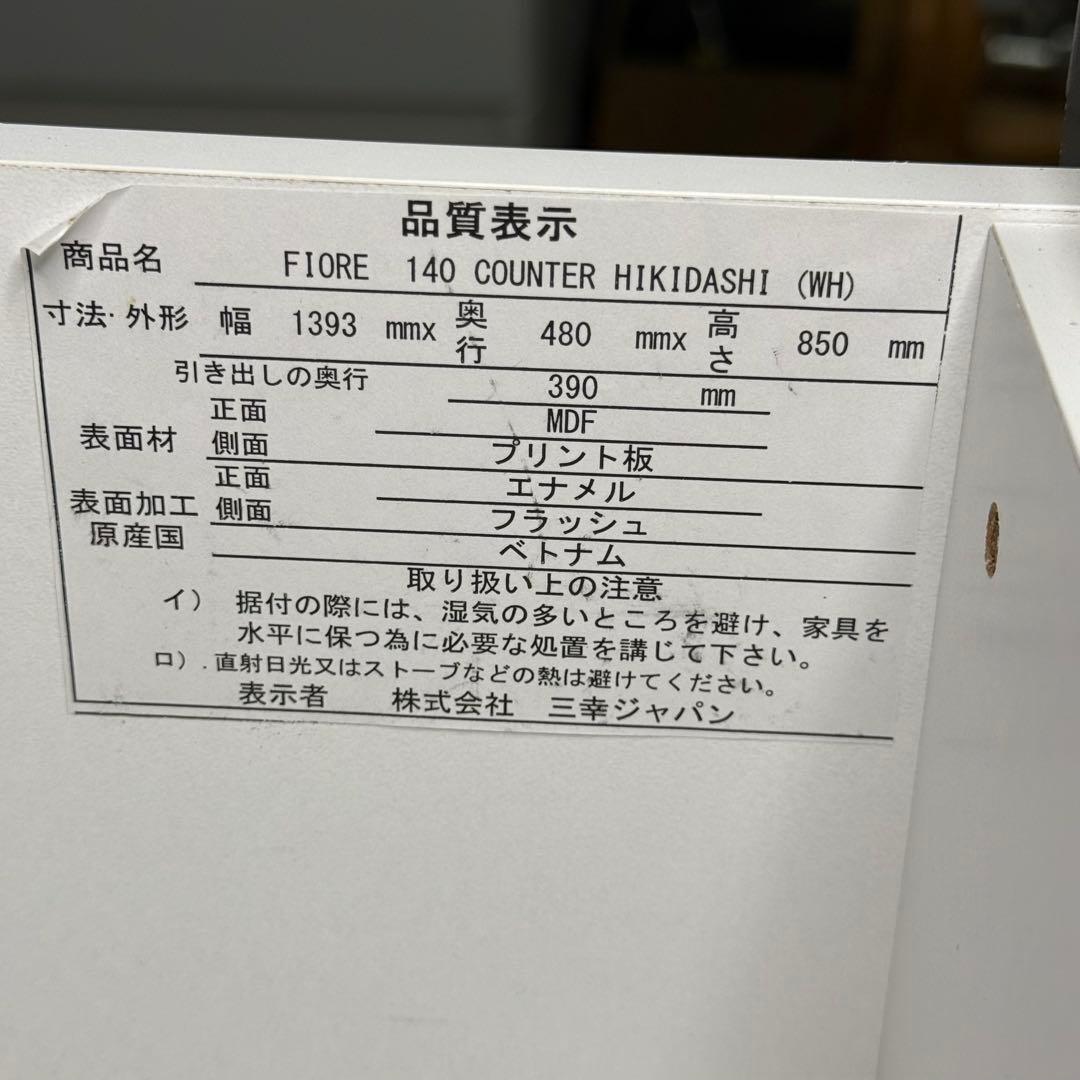 品質表示
商品名 FIORE 140 COUNTER HIKIDASHI (WH)
寸法・外形 幅 1393 mmx 奥行 480 mmx 高さ 850 mm
引き出しの奥行 390 mm
表面材 正面 MDF
側面 プリント板
表面加工 正面 エナメル
側面 フラッシュ
原産国 ベトナム
取り扱い上の注意
イ） 据付の際には、湿気の多いところを避け、家具を
水平に保つ為に必要な処置を講じて下さい。
ロ）．直射日光又はストーブなどの熱は避けてください。
表示者 株式会社 三幸ジャパン